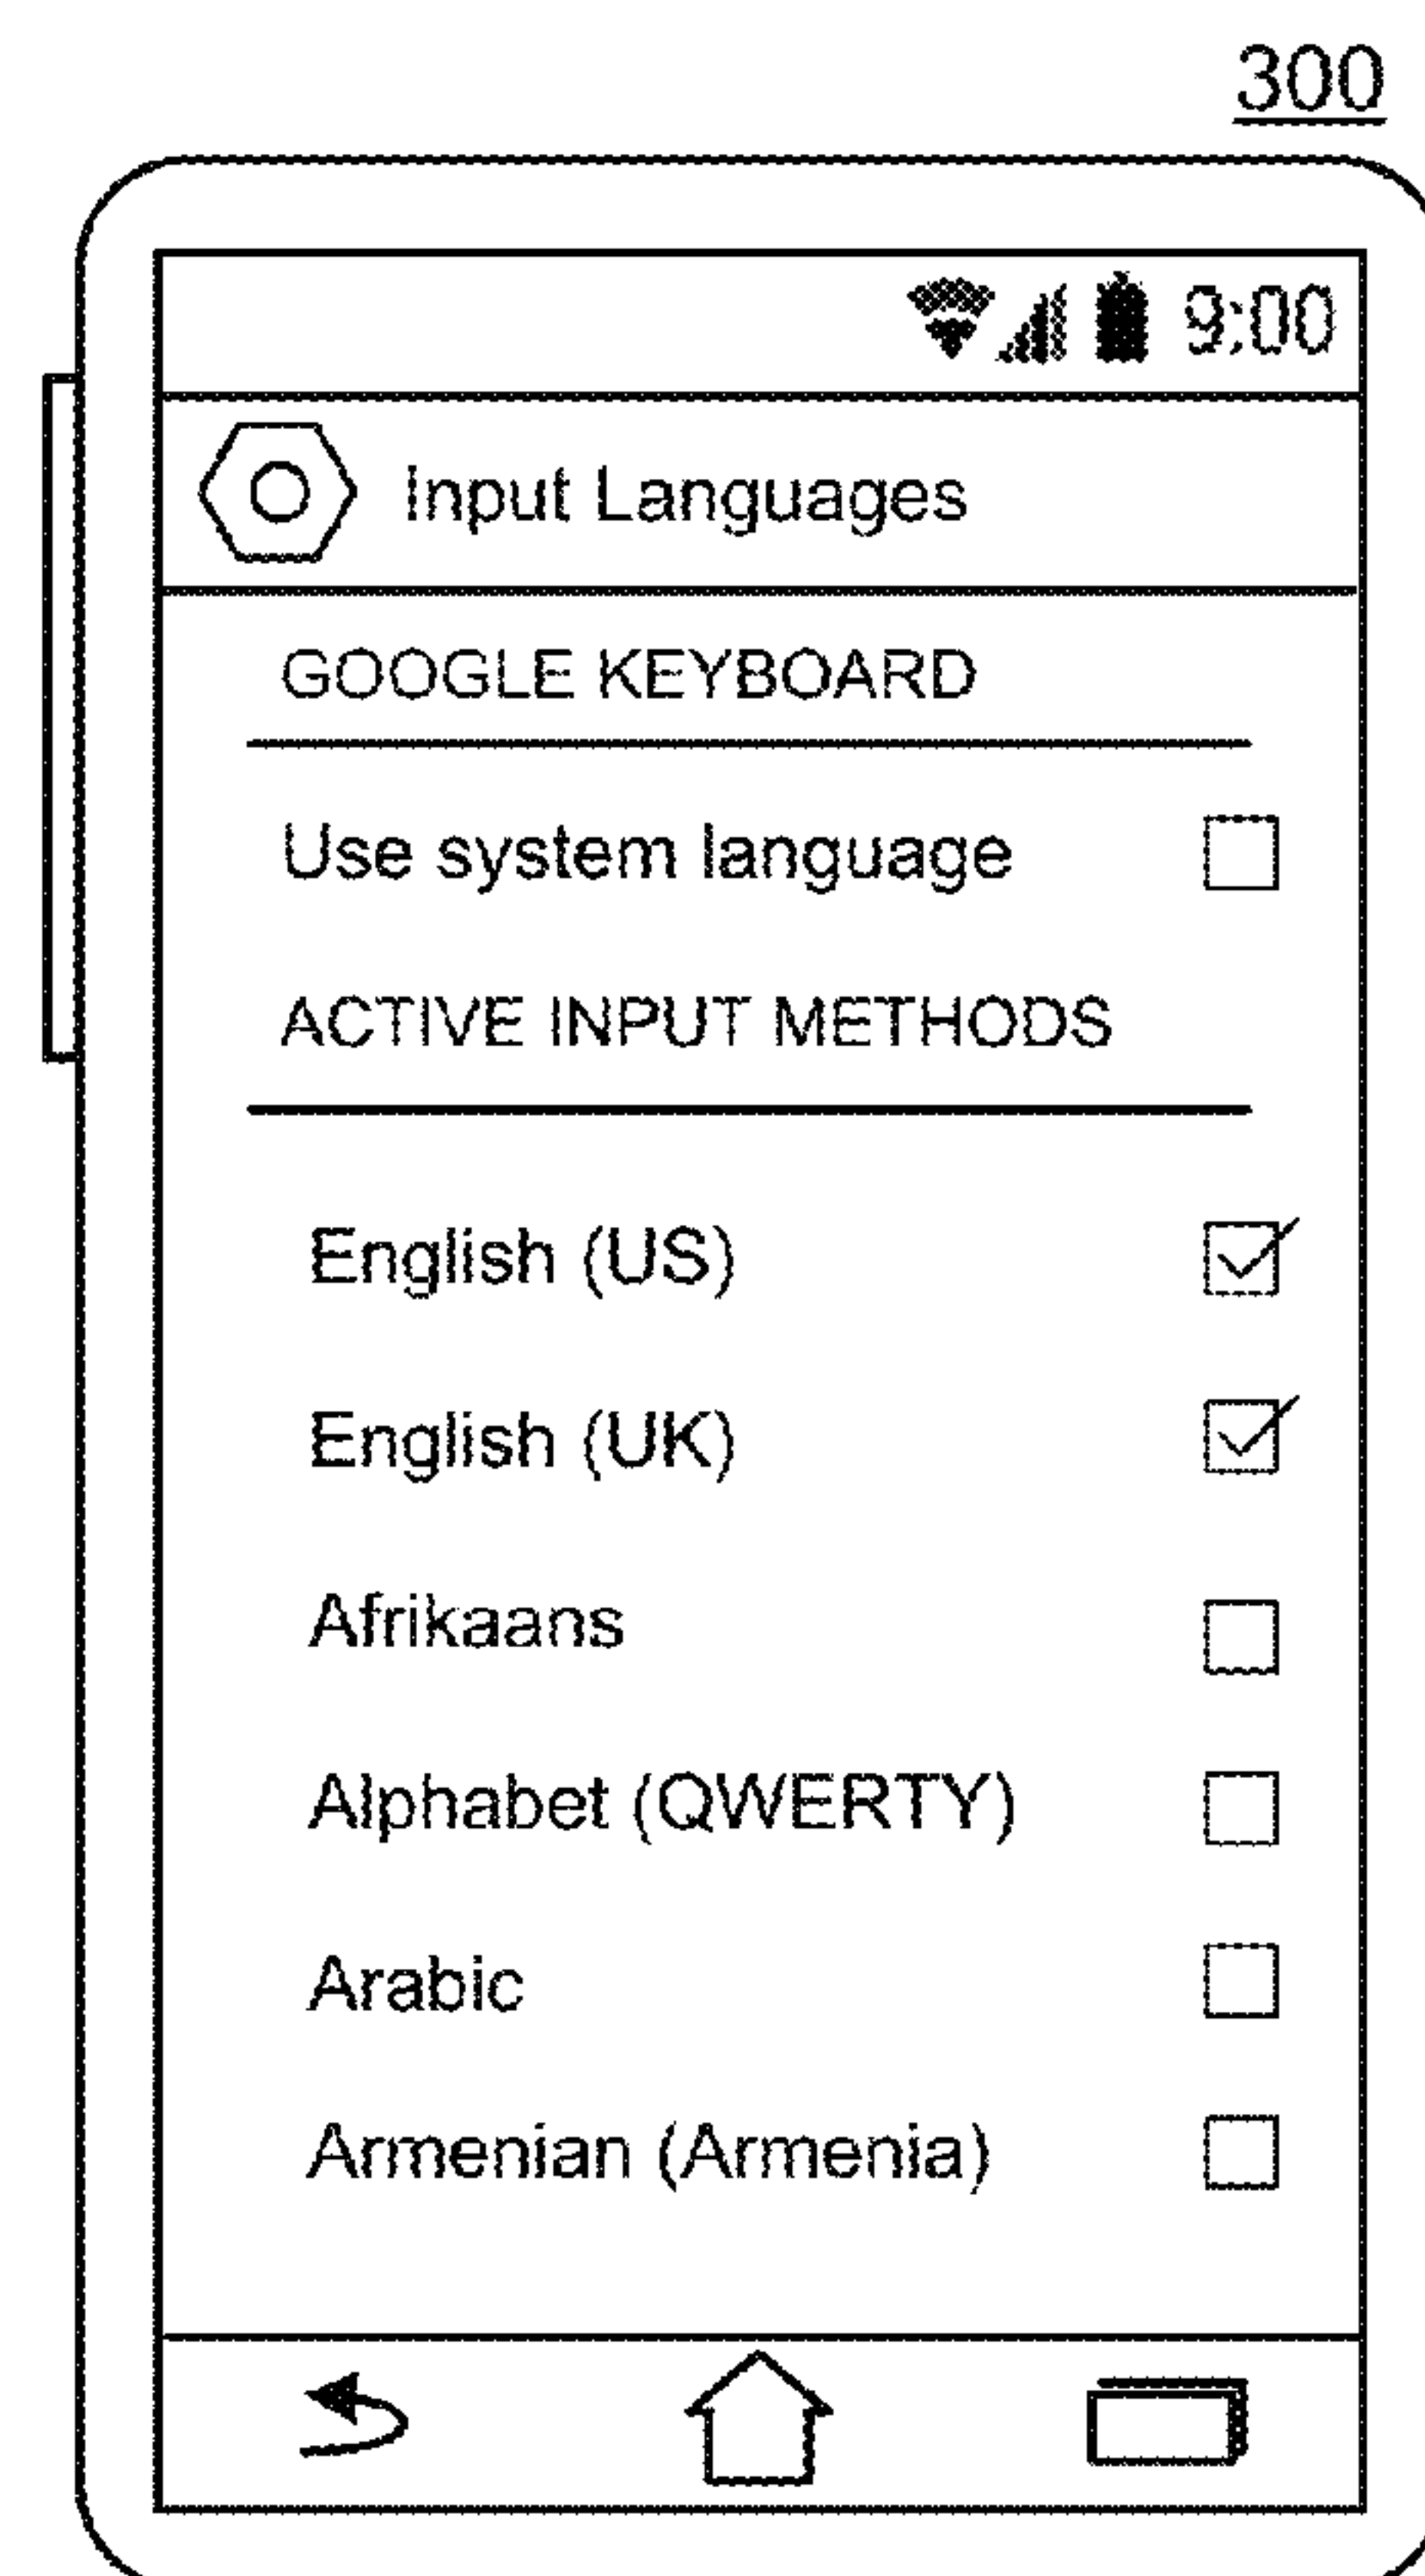 300
9:00
Input Languages
GOOGLE KEYBOARD
Use system language
ACTIVE INPUT METHODS
English (US)
English (UK)
Afrikaans
Alphabet (QWERTY)
Arabic
Armenian (Armenia)